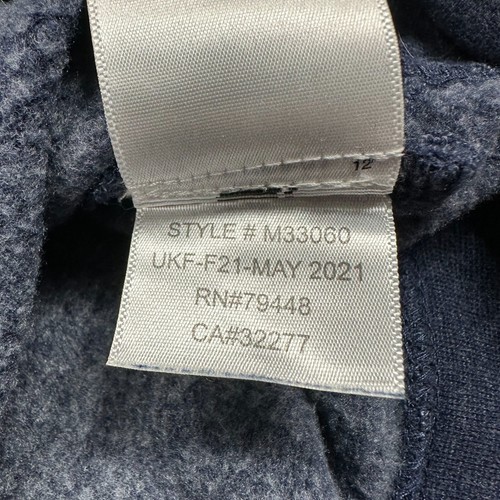 12
STYLE # M33060
UKF-F21-MAY 2021
RN#79448
CA#32277